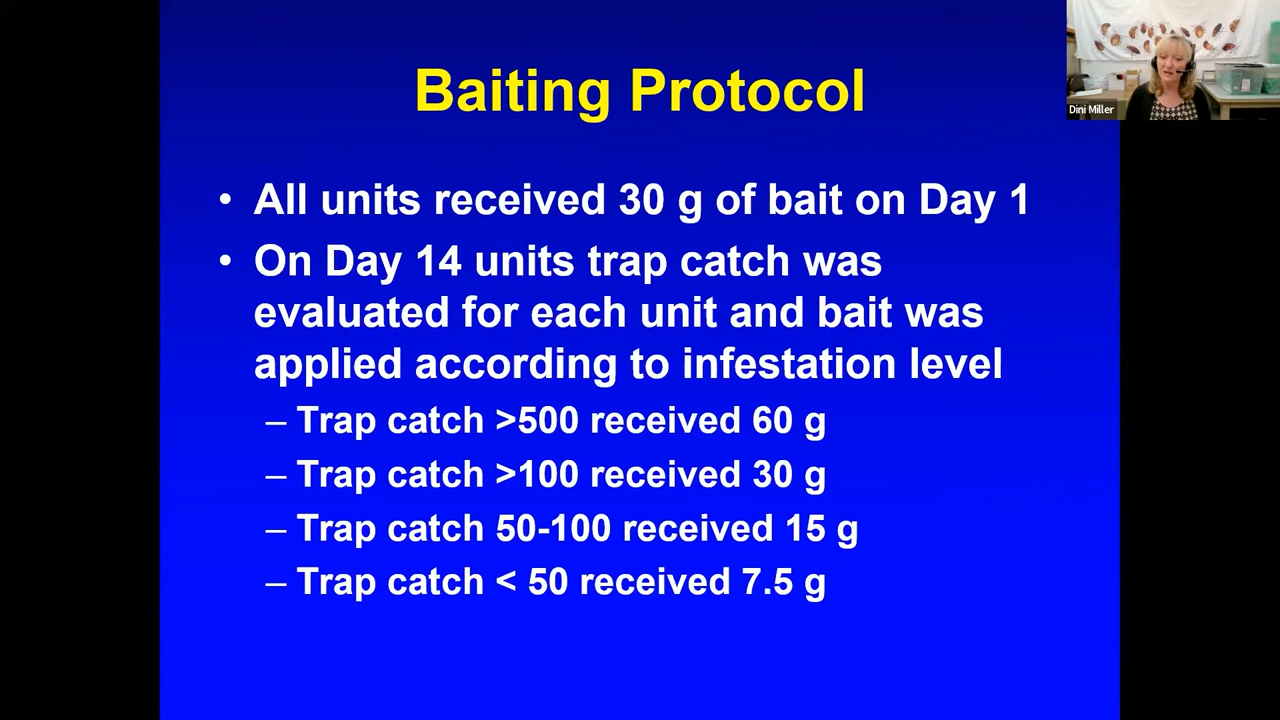 Baiting Protocol
Dini Miller
• All units received 30 g of bait on Day 1
• On Day 14 units trap catch was
evaluated for each unit and bait was
applied according to infestation level
– Trap catch >500 received 60 g
– Trap catch >100 received 30 g
– Trap catch 50-100 received 15 g
– Trap catch < 50 received 7.5 g